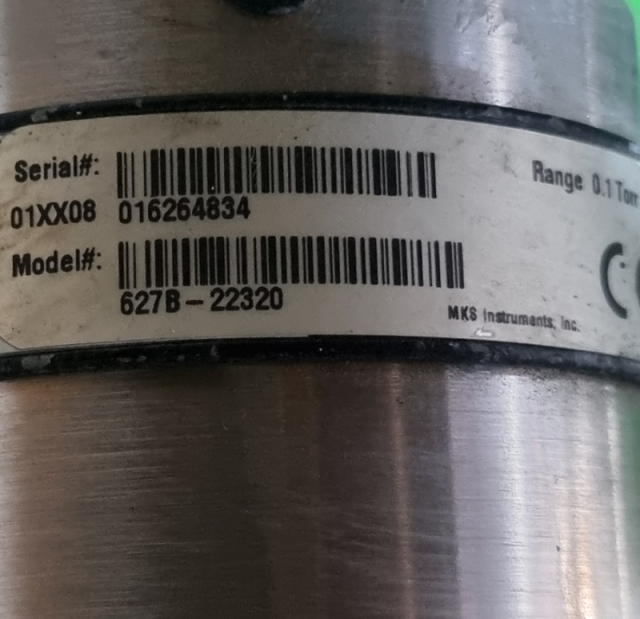 Serial#:
01XX08 016264834
Model#:
627B-22320
Range 0.1 Torr
MKS Instruments, Inc.
CE